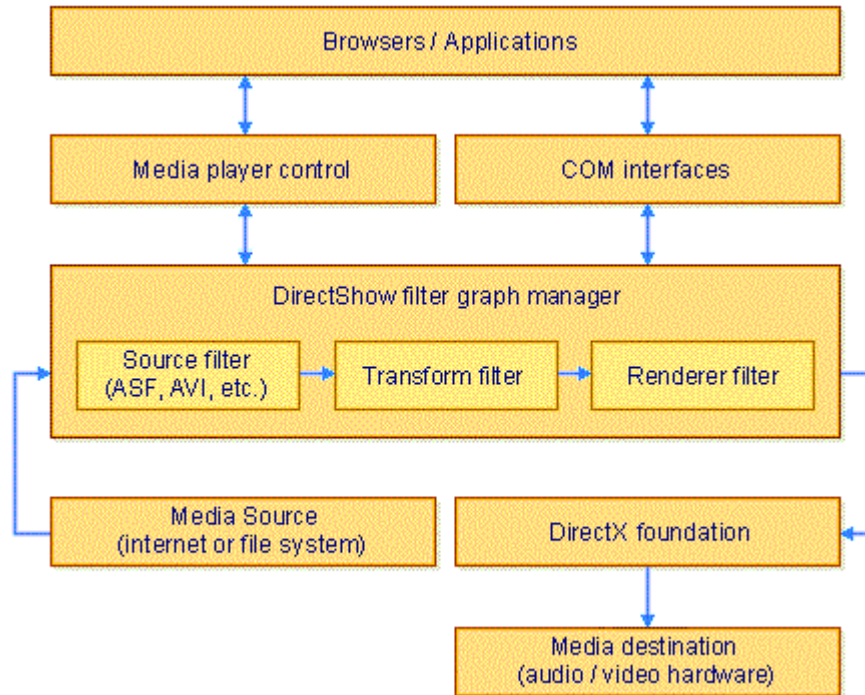 Browsers / Applications
Media player control
COM interfaces
DirectShow filter graph manager
Source filter
(ASF, AVI, etc.)
Transform filter
Renderer filter
Media Source
(internet or file system)
DirectX foundation
Media destination
(audio / video hardware)